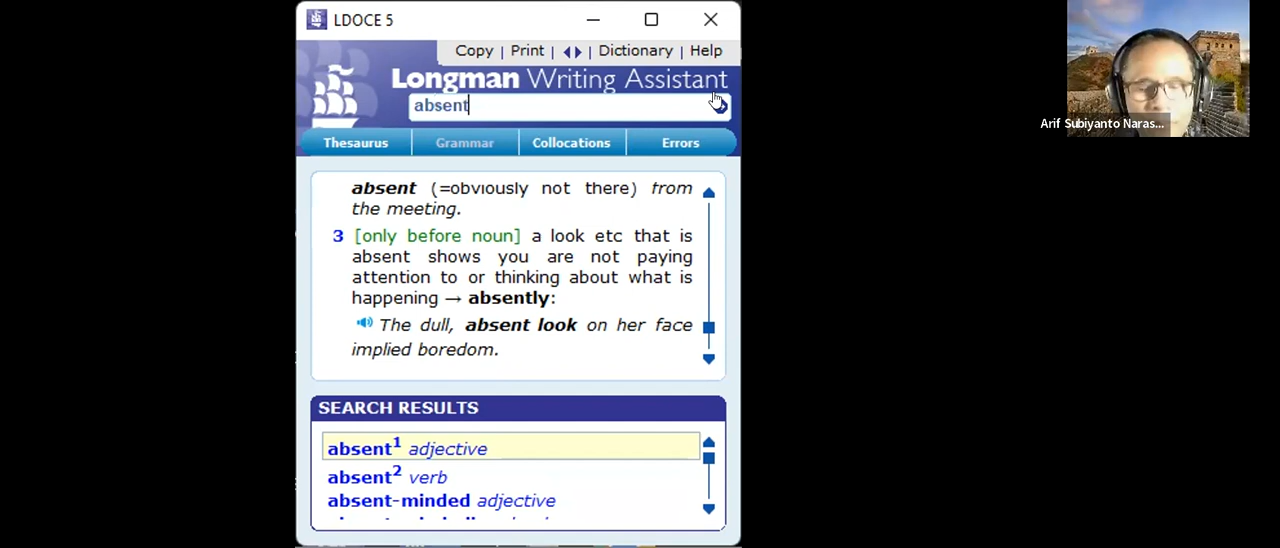 LDOCE 5
Copy | Print | | Dictionary | Help
Longman Writing Assistant
absent
Thesaurus Grammar Collocations Errors
absent (=obviously not there) from
the meeting.
3 [only before noun] a look etc that is
absent shows you are not paying
attention to or thinking about what is
happening → absently:
The dull, absent look on her face
implied boredom.
SEARCH RESULTS
absent1 adjective
absent2 verb
absent-minded adjective
Arif Subiyanto Naras...